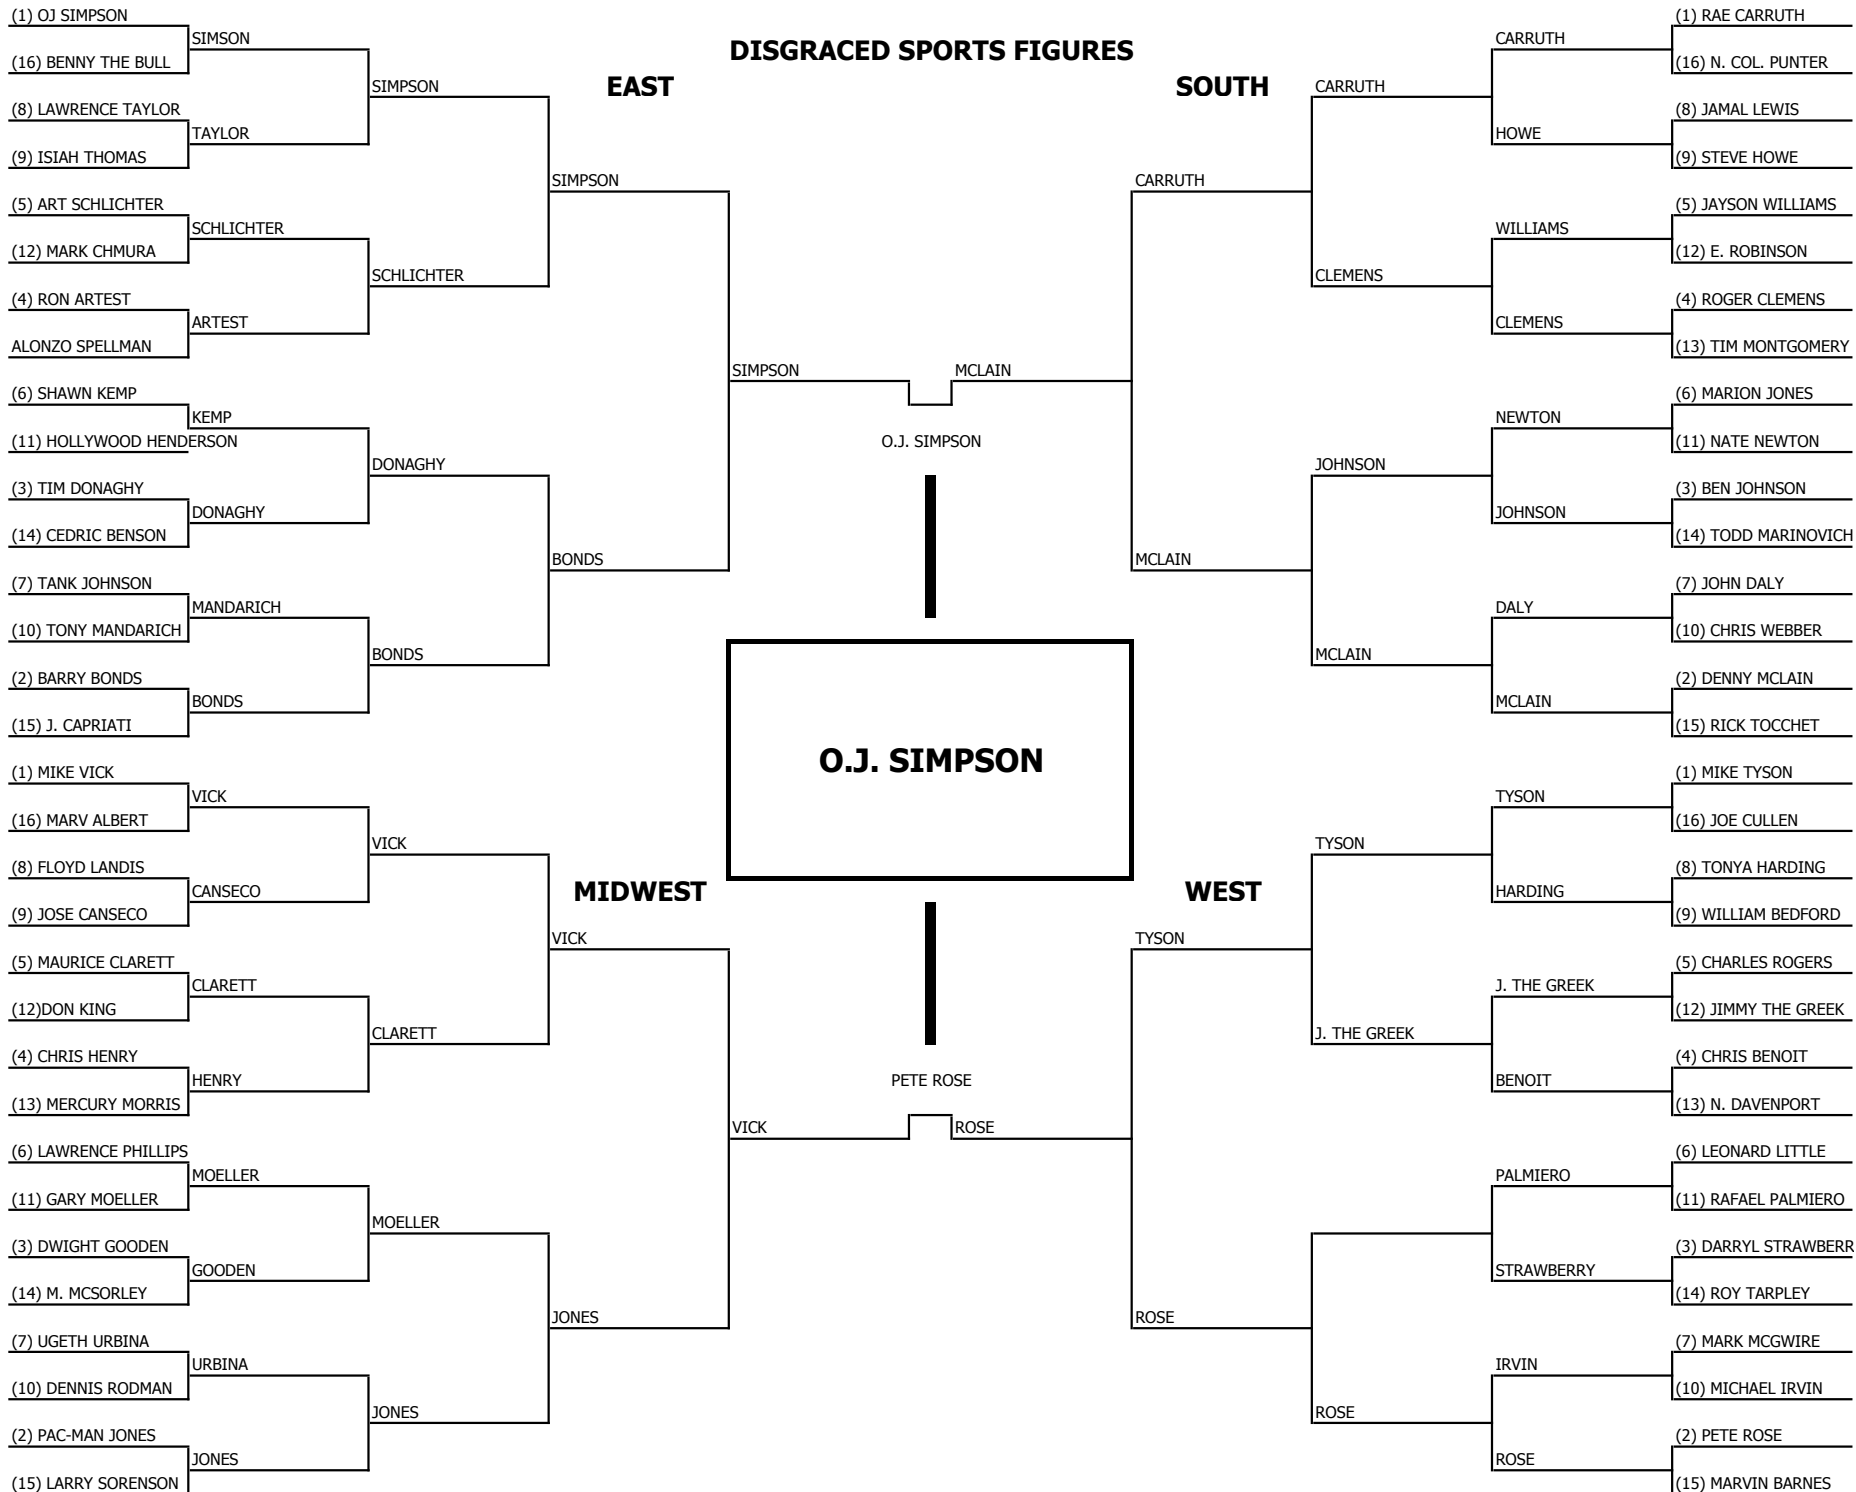 DISGRACED SPORTS FIGURES
EAST
(1) OJ SIMPSON
(16) BENNY THE BULL
(8) LAWRENCE TAYLOR
(9) ISIAH THOMAS
(5) ART SCHLICHTER
(12) MARK CHMURA
(4) RON ARTEST
ALONZO SPELLMAN
(6) SHAWN KEMP
(11) HOLLYWOOD HENDERSON
(3) TIM DONAGHY
(14) CEDRIC BENSON
(7) TANK JOHNSON
(10) TONY MANDARICH
(2) BARRY BONDS
(15) J. CAPRIATI
SIMSON
TAYLOR
SCHLICHTER
ARTEST
KEMP
DONAGHY
MANDARICH
BONDS
SIMPSON
SCHLICHTER
DONAGHY
BONDS
SIMPSON
BONDS
SIMPSON
MIDWEST
(1) MIKE VICK
(16) MARV ALBERT
(8) FLOYD LANDIS
(9) JOSE CANSECO
(5) MAURICE CLARETT
(12)DON KING
(4) CHRIS HENRY
(13) MERCURY MORRIS
(6) LAWRENCE PHILLIPS
(11) GARY MOELLER
(3) DWIGHT GOODEN
(14) M. MCSORLEY
(7) UGETH URBINA
(10) DENNIS RODMAN
(2) PAC-MAN JONES
(15) LARRY SORENSON
VICK
CANSECO
CLARETT
HENRY
MOELLER
GOODEN
URBINA
JONES
VICK
CLARETT
MOELLER
JONES
VICK
JONES
VICK
SOUTH
(1) RAE CARRUTH
(16) N. COL. PUNTER
(8) JAMAL LEWIS
(9) STEVE HOWE
(5) JAYSON WILLIAMS
(12) E. ROBINSON
(4) ROGER CLEMENS
(13) TIM MONTGOMERY
(6) MARION JONES
(11) NATE NEWTON
(3) BEN JOHNSON
(14) TODD MARINOVICH
(7) JOHN DALY
(10) CHRIS WEBBER
(2) DENNY MCLAIN
(15) RICK TOCCHET
CARRUTH
HOWE
WILLIAMS
CLEMENS
NEWTON
JOHNSON
DALY
MCLAIN
CARRUTH
CLEMENS
JOHNSON
MCLAIN
CARRUTH
MCLAIN
MCLAIN
WEST
(1) MIKE TYSON
(16) JOE CULLEN
(8) TONYA HARDING
(9) WILLIAM BEDFORD
(5) CHARLES ROGERS
(12) JIMMY THE GREEK
(4) CHRIS BENOIT
(13) N. DAVENPORT
(6) LEONARD LITTLE
(11) RAFAEL PALMIERO
(3) DARRYL STRAWBERR
(14) ROY TARPLEY
(7) MARK MCGWIRE
(10) MICHAEL IRVIN
(2) PETE ROSE
(15) MARVIN BARNES
TYSON
HARDING
J. THE GREEK
BENOIT
PALMIERO
STRAWBERRY
IRVIN
ROSE
TYSON
J. THE GREEK
ROSE
TYSON
ROSE
ROSE
O.J. SIMPSON
O.J. SIMPSON
PETE ROSE